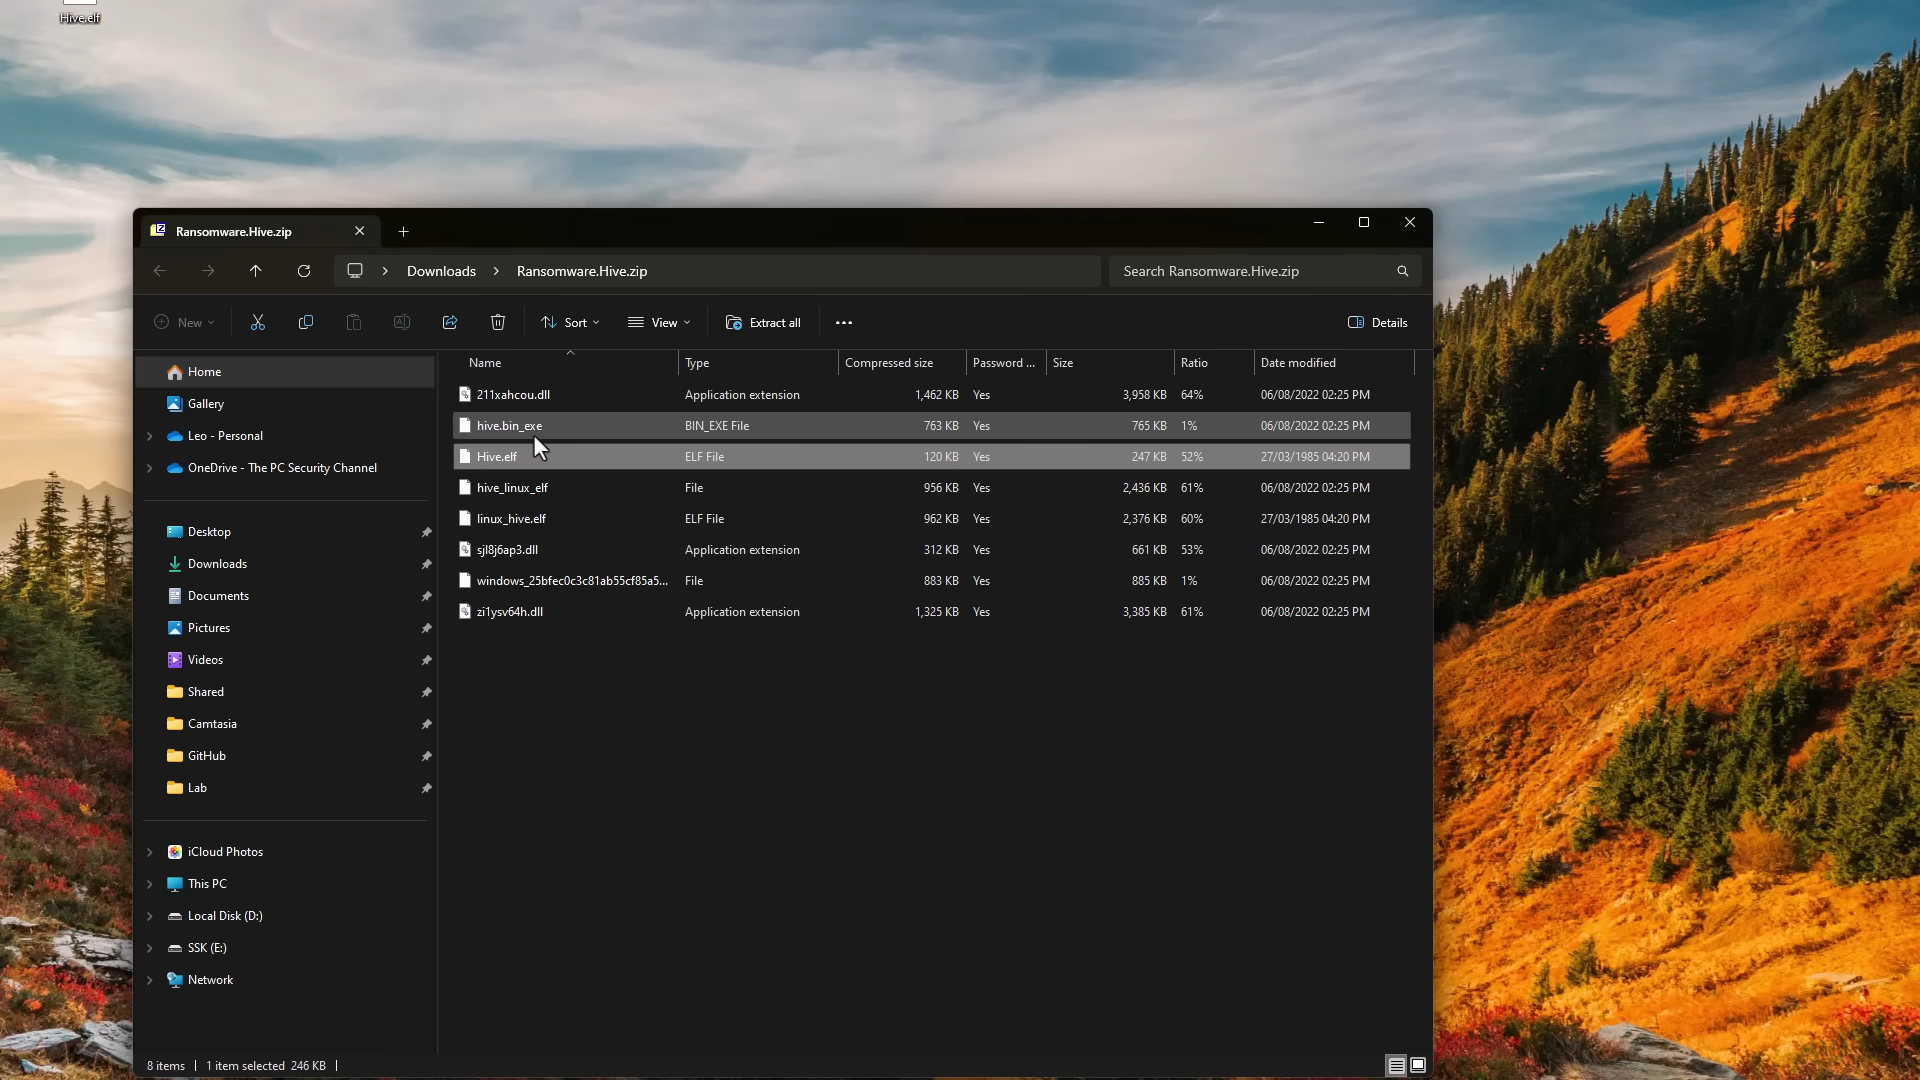 Hive.elf
Ransomware.Hive.zip
Downloads > Ransomware.Hive.zip
Search Ransomware.Hive.zip
New
Sort
View
Extract all
Details
Home
Gallery
Leo - Personal
OneDrive - The PC Security Channel
Desktop
Downloads
Documents
Pictures
Videos
Shared
Camtasia
GitHub
Lab
iCloud Photos
This PC
Local Disk (D:)
SSK (E:)
Network
Name Type Compressed size Password ... Size Ratio Date modified
211xahcou.dll Application extension 1,462 KB Yes 3,958 KB 64% 06/08/2022 02:25 PM
hive.bin_exe BIN_EXE File 763 KB Yes 765 KB 1% 06/08/2022 02:25 PM
Hive.elf ELF File 120 KB Yes 247 KB 52% 27/03/1985 04:20 PM
hive_linux_elf File 956 KB Yes 2,436 KB 61% 06/08/2022 02:25 PM
linux_hive.elf ELF File 962 KB Yes 2,376 KB 60% 27/03/1985 04:20 PM
sjl8j6ap3.dll Application extension 312 KB Yes 661 KB 53% 06/08/2022 02:25 PM
windows_25bfec0c3c81ab55cf85a5... File 883 KB Yes 885 KB 1% 06/08/2022 02:25 PM
zi1ysv64h.dll Application extension 1,325 KB Yes 3,385 KB 61% 06/08/2022 02:25 PM
8 items | 1 item selected 246 KB |